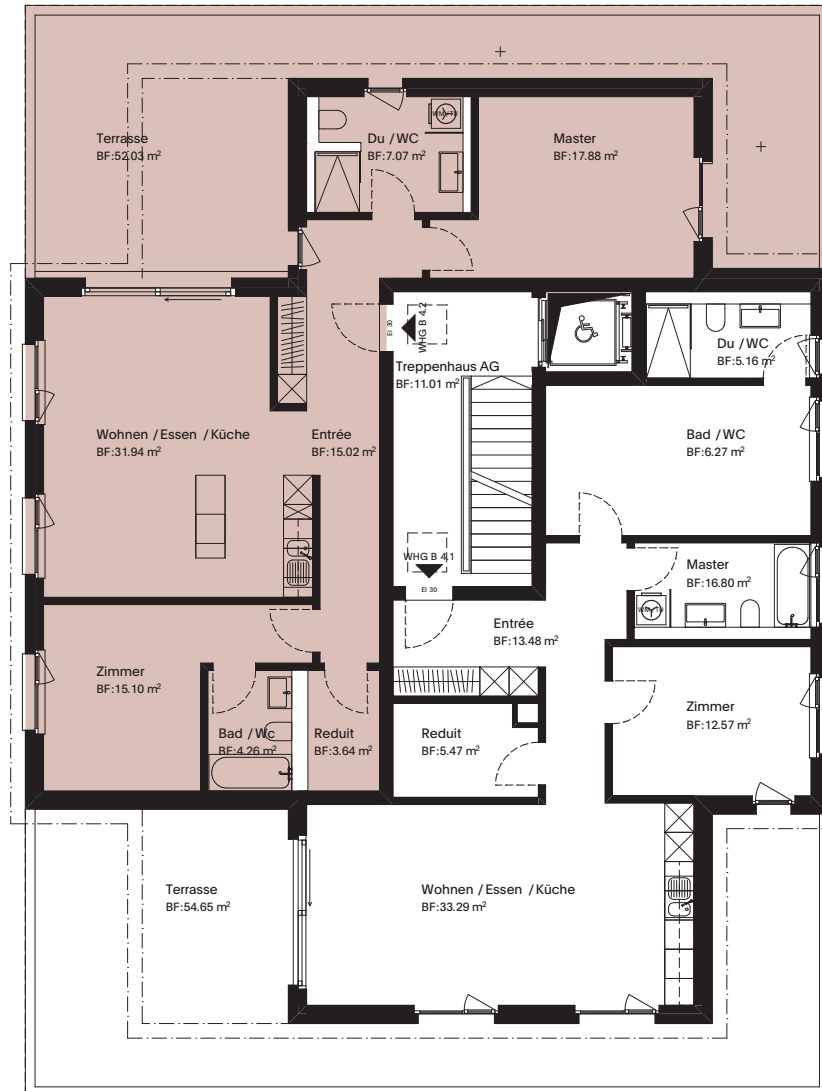 Terrasse
BF:52.03 m²
Du / WC
BF:7.07 m²
WM/TU
Master
BF:17.88 m²
EI 30
WHG B 4.2
Treppenhaus AG
BF:11.01 m²
Du / WC
BF:5.16 m²
Wohnen / Essen / Küche
BF:31.94 m²
Entrée
BF:15.02 m²
Bad / WC
BF:6.27 m²
WHG B 4.1
EI 30
Master
BF:16.80 m²
WM/TU
Entrée
BF:13.48 m²
Zimmer
BF:15.10 m²
Bad / Wc
BF:4.26 m²
Reduit
BF:3.64 m²
Reduit
BF:5.47 m²
Zimmer
BF:12.57 m²
Terrasse
BF:54.65 m²
Wohnen / Essen / Küche
BF:33.29 m²